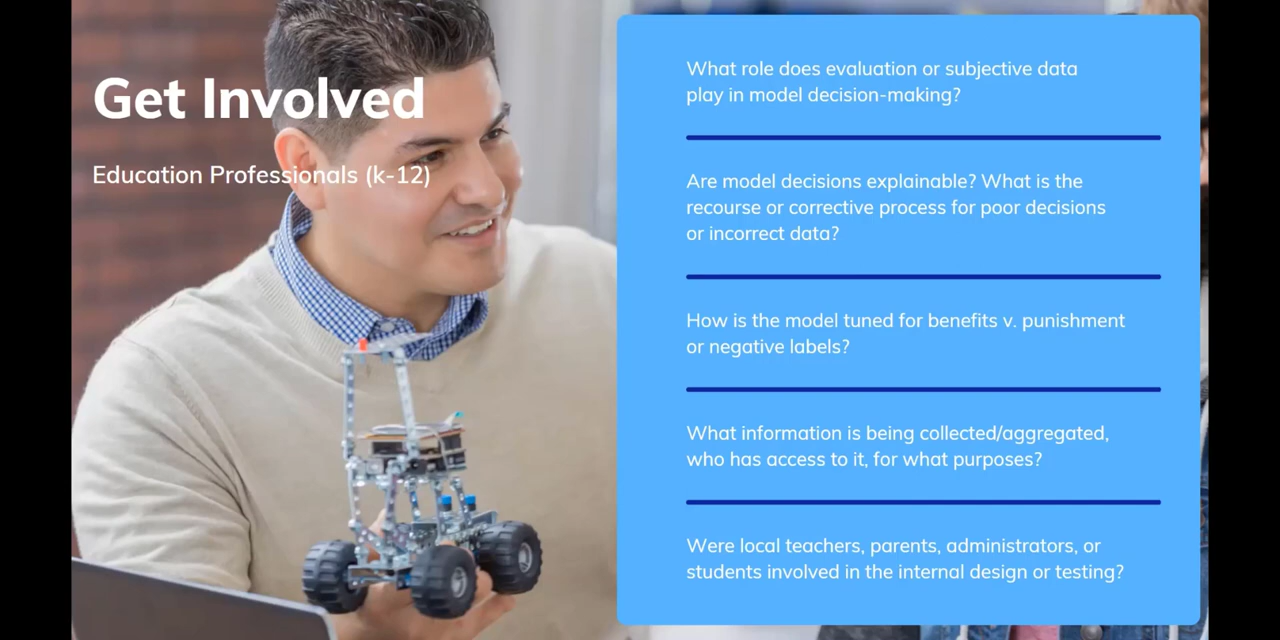 Get Involved
Education Professionals (k-12)
What role does evaluation or subjective data
play in model decision-making?
Are model decisions explainable? What is the
recourse or corrective process for poor decisions
or incorrect data?
How is the model tuned for benefits v. punishment
or negative labels?
What information is being collected/aggregated,
who has access to it, for what purposes?
Were local teachers, parents, administrators, or
students involved in the internal design or testing?